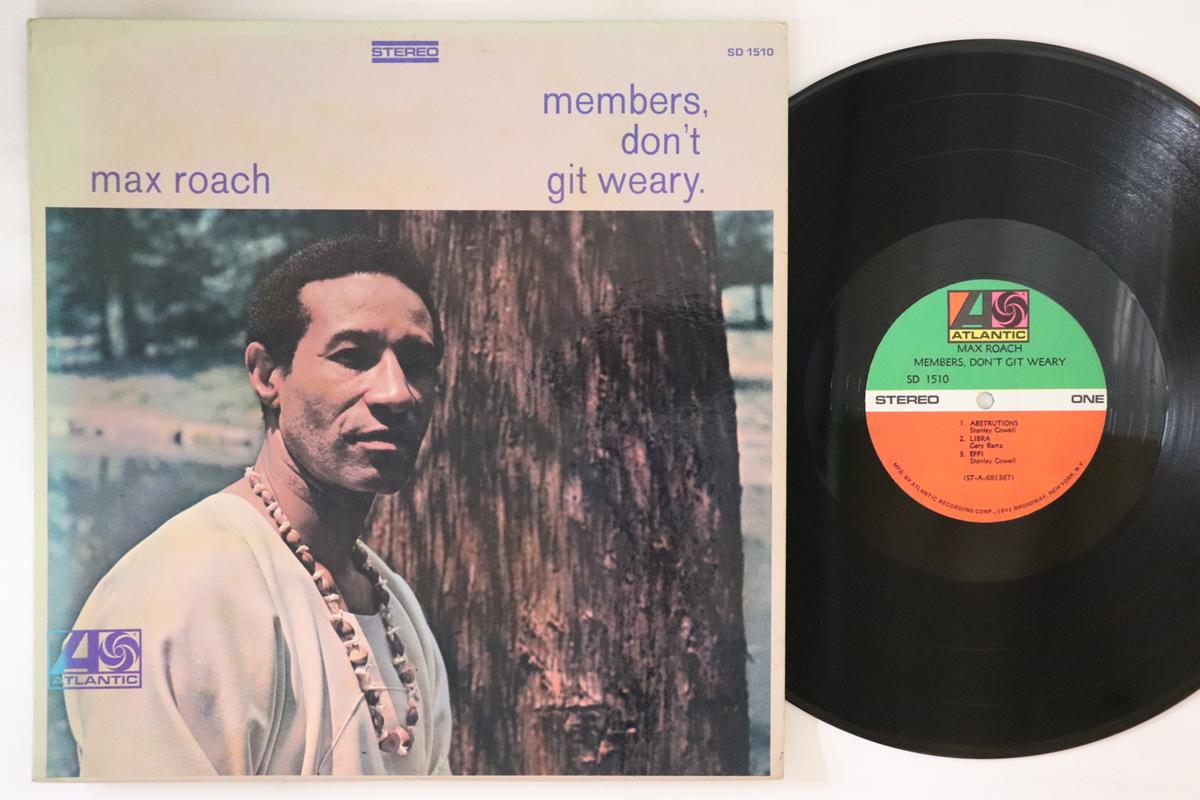 STEREO
SD 1510
members,
don't
git weary.
max roach
ATLANTIC
ATLANTIC
MAX ROACH
MEMBERS, DON'T GIT WEARY
SD 1510
STEREO
ONE
1. ABSTRUTIONS
Stanley Cowell
2. LIBRA
Gary Bartz
3. EFFI
Stanley Cowell
(ST-A-681367)
MFG. BY ATLANTIC RECORDING CORP., 1841 BROADWAY, NEW YORK, N.Y.